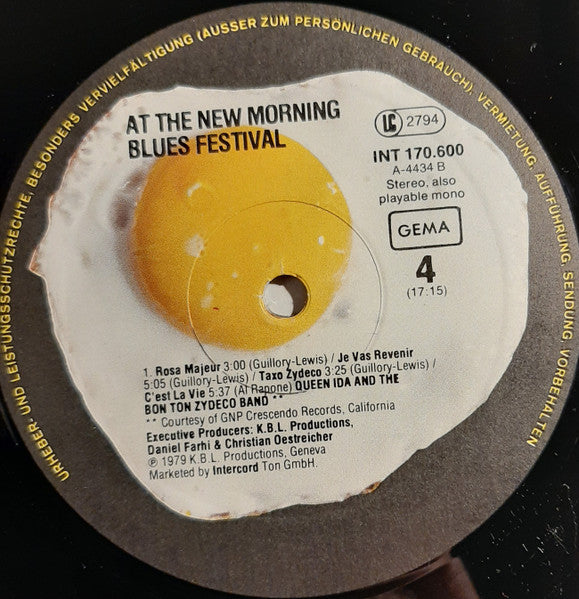 URHEBER UND LEISTUNGSSCHUTZRECHTE, BESONDERS VERVIELFÄLTIGUNG (AUSSER ZUM PERSÖNLICHEN GEBRAUCH), VERMIETUNG, AUFFÜHRUNG, SENDUNG, VORBEHALTEN
AT THE NEW MORNING
BLUES FESTIVAL
LC 2794
INT 170.600
A-4434 B
Stereo, also
playable mono
GEMA
4
(17:15)
1. Rosa Majeur 3:00 (Guillory-Lewis) / Je Vas Revenir
5:05 (Guillory-Lewis) / Taxo Zydeco 3:25 (Guillory-Lewis) /
C'est La Vie 5.37 (Al Rapone) QUEEN IDA AND THE
BON TON ZYDECO BAND **
** Courtesy of GNP Crescendo Records, California
Executive Producers: K.B.L. Productions,
Daniel Farhi & Christian Oestreicher
℗ 1979 K.B.L. Productions, Geneva
Marketed by Intercord Ton GmbH.